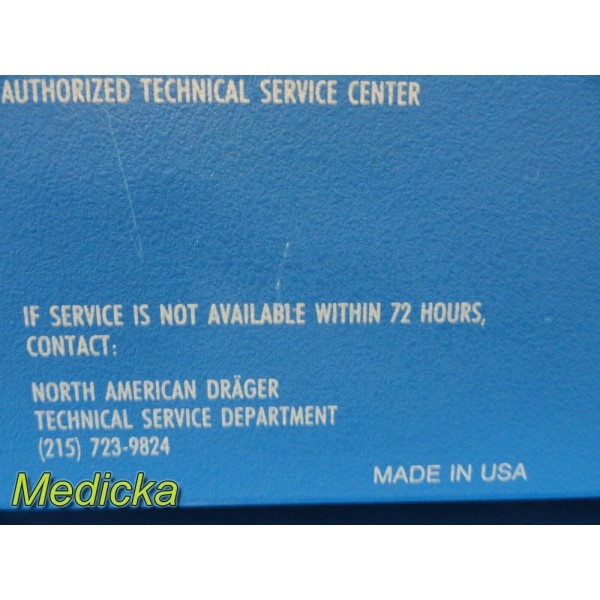 AUTHORIZED TECHNICAL SERVICE CENTER
IF SERVICE IS NOT AVAILABLE WITHIN 72 HOURS,
CONTACT:
NORTH AMERICAN DRÄGER
TECHNICAL SERVICE DEPARTMENT
(215) 723-9824
MADE IN USA
Medicka